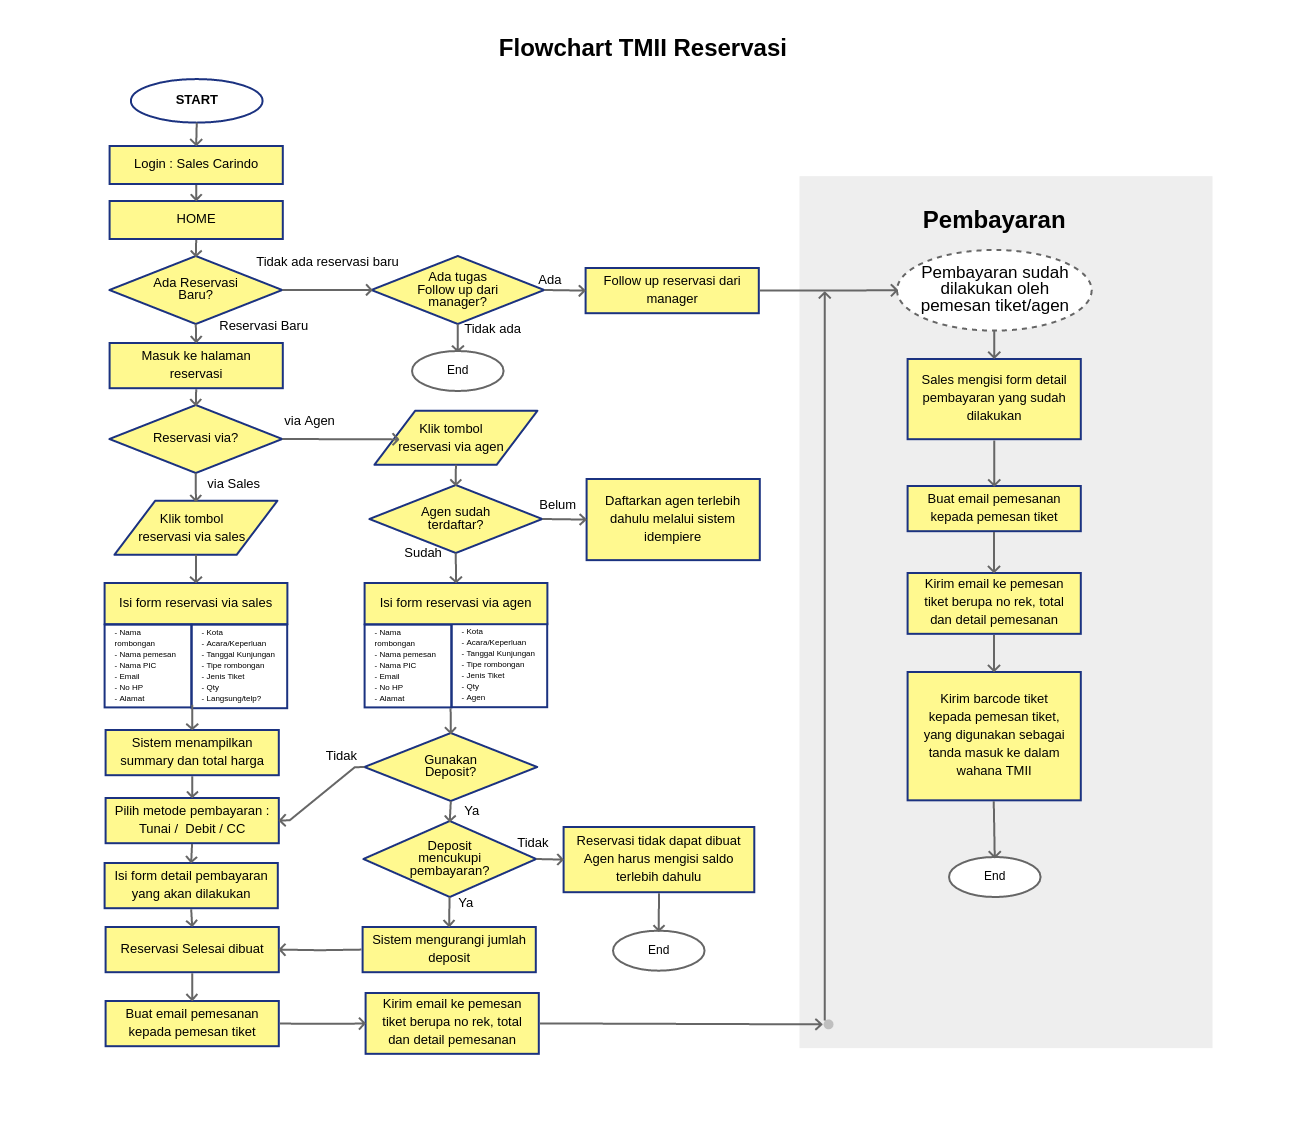 Flowchart TMII Reservasi
START
Login : Sales Carindo
HOME
Ada Reservasi
Baru?
Tidak ada reservasi baru
Ada tugas
Follow up dari
manager?
Ada
Follow up reservasi dari
manager
Reservasi Baru
Tidak ada
End
Masuk ke halaman
reservasi
Reservasi via?
via Agen
Klik tombol
reservasi via agen
via Sales
Klik tombol
reservasi via sales
Agen sudah
terdaftar?
Belum
Daftarkan agen terlebih
dahulu melalui sistem
idempiere
Sudah
Isi form reservasi via sales
- Nama
rombongan
- Nama pemesan
- Nama PIC
- Email
- No HP
- Alamat
- Kota
- Acara/Keperluan
- Tanggal Kunjungan
- Tipe rombongan
- Jenis Tiket
- Qty
- Langsung/telp?
Isi form reservasi via agen
- Nama
rombongan
- Nama pemesan
- Nama PIC
- Email
- No HP
- Alamat
- Kota
- Acara/Keperluan
- Tanggal Kunjungan
- Tipe rombongan
- Jenis Tiket
- Qty
- Agen
Sistem menampilkan
summary dan total harga
Tidak
Gunakan
Deposit?
Pilih metode pembayaran :
Tunai /  Debit / CC
Ya
Deposit
mencukupi
pembayaran?
Tidak
Reservasi tidak dapat dibuat
Agen harus mengisi saldo
terlebih dahulu
Isi form detail pembayaran
yang akan dilakukan
Ya
End
Reservasi Selesai dibuat
Sistem mengurangi jumlah
deposit
Buat email pemesanan
kepada pemesan tiket
Kirim email ke pemesan
tiket berupa no rek, total
dan detail pemesanan
Pembayaran
Pembayaran sudah
dilakukan oleh
pemesan tiket/agen
Sales mengisi form detail
pembayaran yang sudah
dilakukan
Buat email pemesanan
kepada pemesan tiket
Kirim email ke pemesan
tiket berupa no rek, total
dan detail pemesanan
Kirim barcode tiket
kepada pemesan tiket,
yang digunakan sebagai
tanda masuk ke dalam
wahana TMII
End